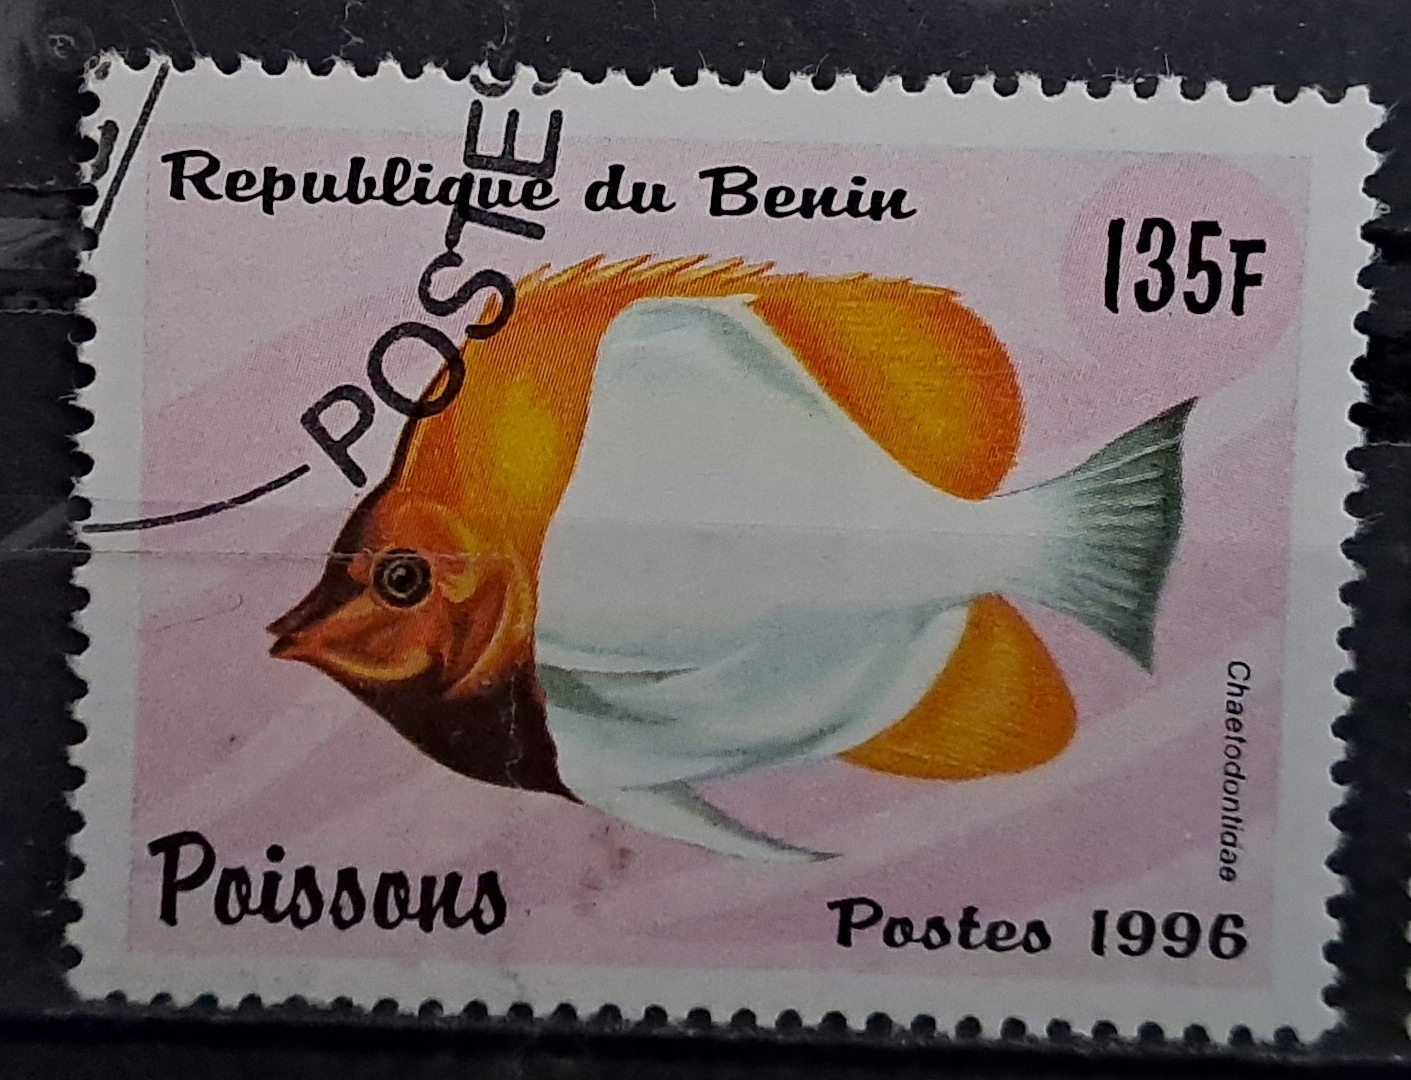 Republique du Benin
POSTE
135F
Chaetodontidae
Poissons
Postes 1996